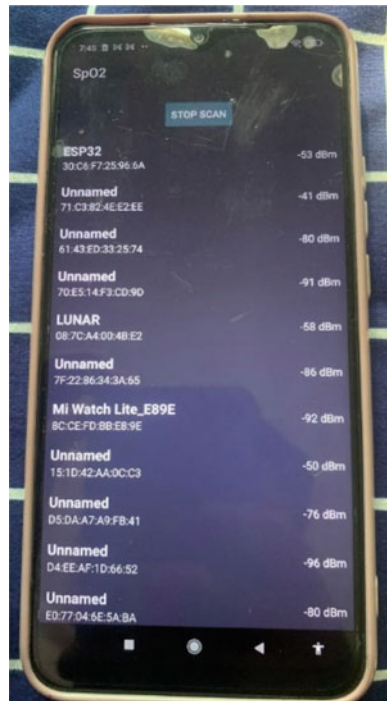 7:45
SpO2
STOP SCAN
ESP32 -53 dBm
30:C6:F7:25:96:6A
Unnamed -41 dBm
71:C3:82:4E:E2:EE
Unnamed -80 dBm
61:43:ED:33:25:74
Unnamed -91 dBm
70:E5:14:F3:CD:9D
LUNAR -58 dBm
08:7C:A4:00:4B:E2
Unnamed -86 dBm
7F:22:86:34:3A:65
Mi Watch Lite_E89E -92 dBm
8C:CE:FD:BB:E8:9E
Unnamed -50 dBm
15:1D:42:AA:0C:C3
Unnamed -76 dBm
D5:DA:A7:A9:FB:41
Unnamed -96 dBm
D4:EE:AF:1D:66:52
Unnamed -80 dBm
E0:77:04:6E:5A:BA